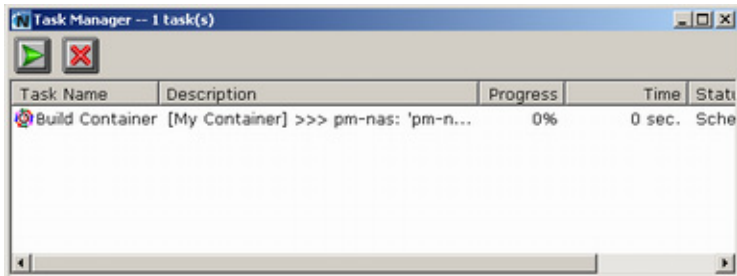 Task Manager -- 1 task(s)
Task Name Description Progress Time Statu
Build Container [My Container] >>> pm-nas: 'pm-n... 0% 0 sec. Sche